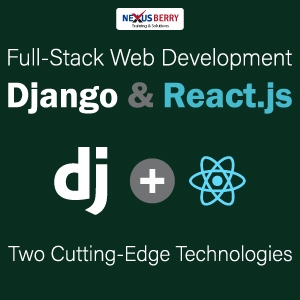 NEXUSBERRY
Training & Solutions
Full-Stack Web Development
Django & React.js
dj +
Two Cutting-Edge Technologies